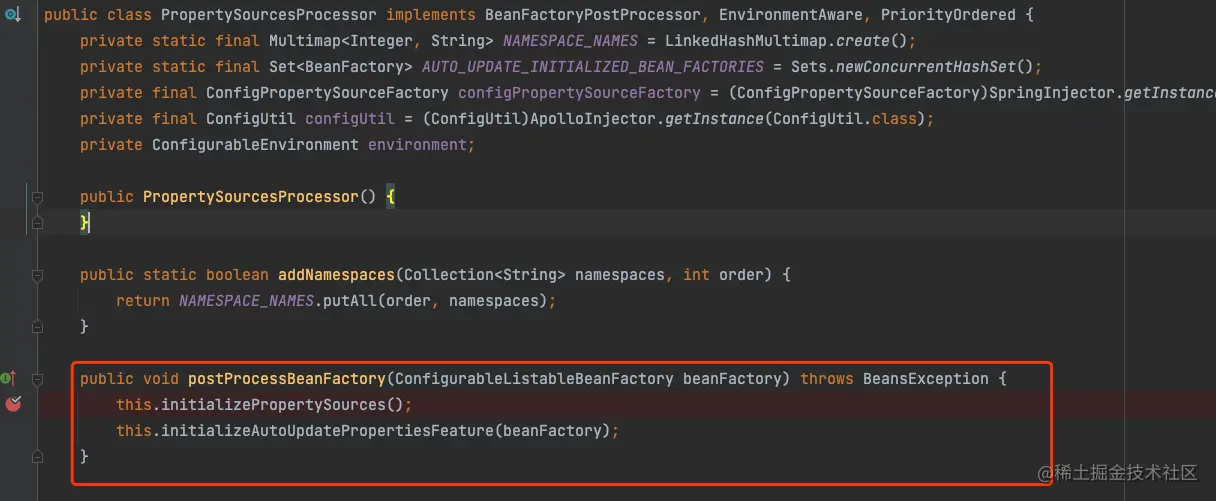 public class PropertySourcesProcessor implements BeanFactoryPostProcessor, EnvironmentAware, PriorityOrdered {
private static final Multimap<Integer, String> NAMESPACE_NAMES = LinkedHashMultimap.create();
private static final Set<BeanFactory> AUTO_UPDATE_INITIALIZED_BEAN_FACTORIES = Sets.newConcurrentHashSet();
private final ConfigPropertySourceFactory configPropertySourceFactory = (ConfigPropertySourceFactory)SpringInjector.getInstanc
private final ConfigUtil configUtil = (ConfigUtil)ApolloInjector.getInstance(ConfigUtil.class);
private ConfigurableEnvironment environment;
public PropertySourcesProcessor() {
}
public static boolean addNamespaces(Collection<String> namespaces, int order) {
return NAMESPACE_NAMES.putAll(order, namespaces);
}
public void postProcessBeanFactory(ConfigurableListableBeanFactory beanFactory) throws BeansException {
this.initializePropertySources();
this.initializeAutoUpdatePropertiesFeature(beanFactory);
}
@稀土掘金技术社区